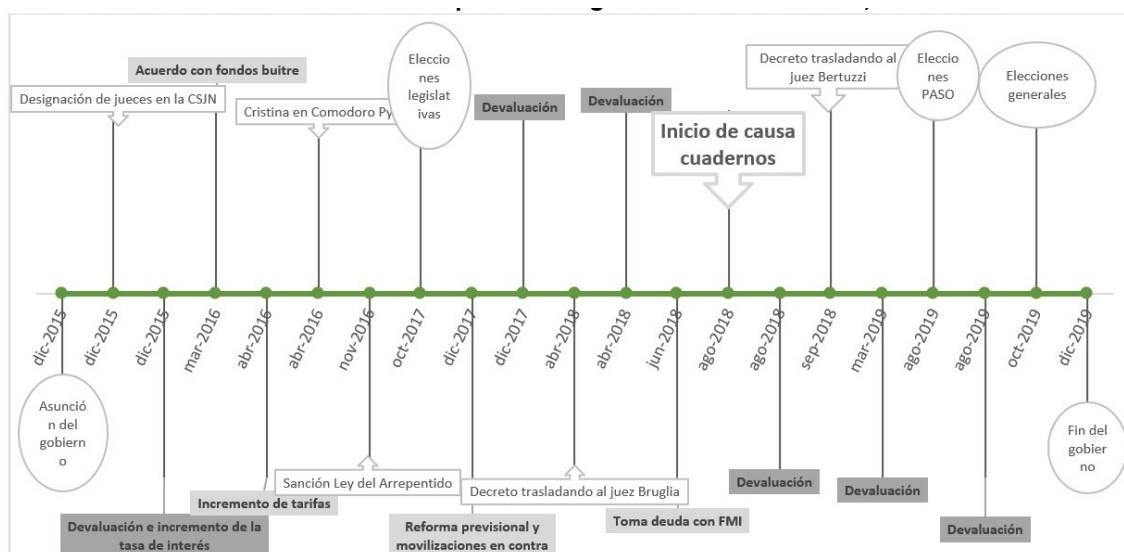 Acuerdo con fondos buitre
Designación de jueces en la CSJN
Cristina en Comodoro Py
Eleccio
nes
legislat
ivas
Devaluación
Devaluación
Inicio de causa
cuadernos
Decreto trasladando al
juez Bertuzzi
Eleccio
nes
PASO
Elecciones
generales
dic-2015
dic-2015
dic-2015
mar-2016
abr-2016
abr-2016
nov-2016
oct-2017
dic-2017
dic-2017
abr-2018
abr-2018
jun-2018
ago-2018
ago-2018
sep-2018
mar-2019
ago-2019
ago-2019
oct-2019
dic-2019
Asunció
n del
gobiern
o
Devaluación e incremento de la
tasa de interés
Incremento de tarifas
Sanción Ley del Arrepentido
Reforma previsional y
movilizaciones en contra
Decreto trasladando al juez Bruglia
Toma deuda con FMI
Devaluación
Devaluación
Devaluación
Fin del
gobier
no